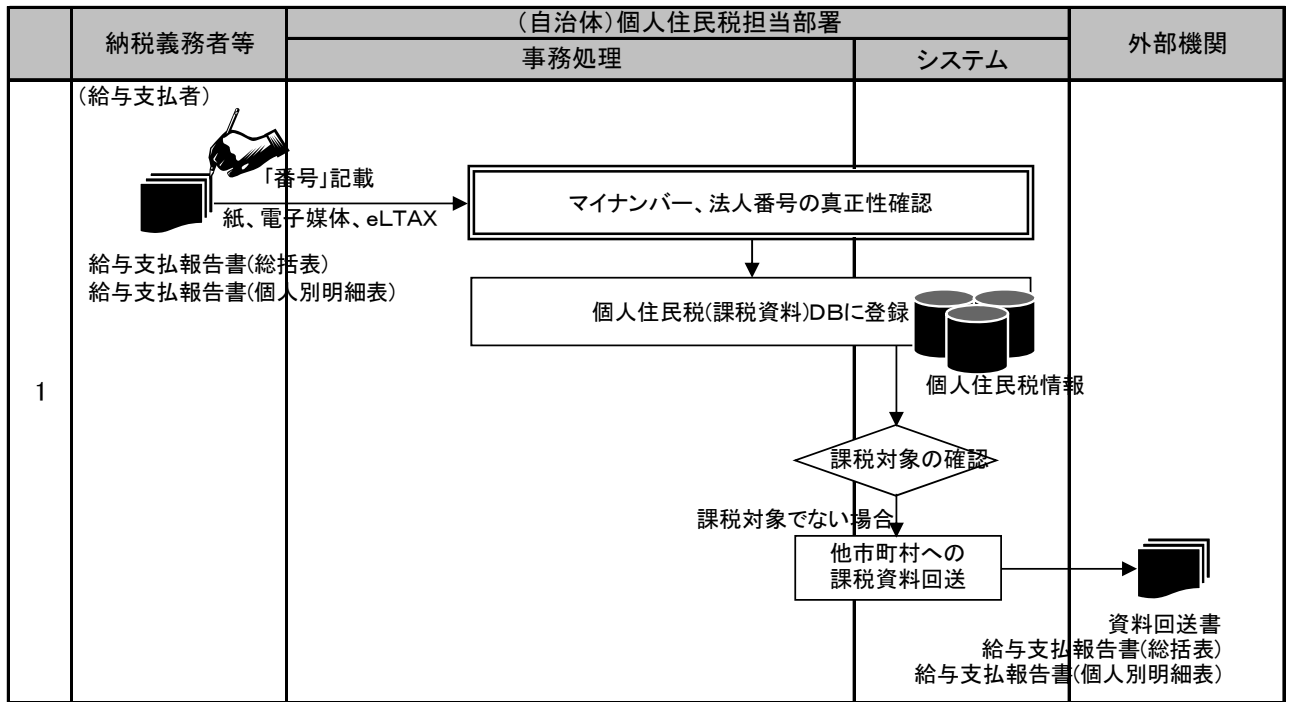 納税義務者等
(自治体)個人住民税担当部署
事務処理
システム
外部機関
1
(給与支払者)
「番号」記載
紙、電子媒体、eLTAX
給与支払報告書(総括表)
給与支払報告書(個人別明細表)
マイナンバー、法人番号の真正性確認
個人住民税(課税資料)DBに登録
個人住民税情報
課税対象の確認
課税対象でない場合
他市町村への
課税資料回送
資料回送書
給与支払報告書(総括表)
給与支払報告書(個人別明細表)